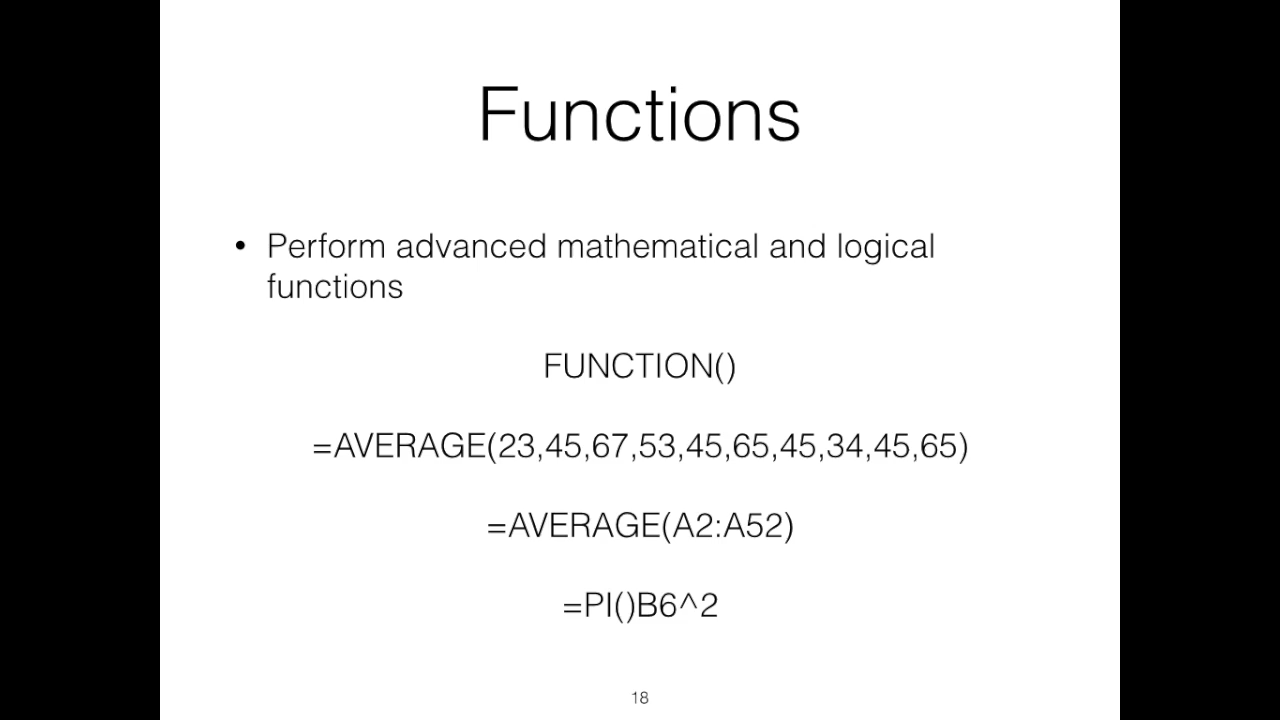 Functions
• Perform advanced mathematical and logical
functions
FUNCTION()
=AVERAGE(23,45,67,53,45,65,45,34,45,65)
=AVERAGE(A2:A52)
=PI()B6^2
18